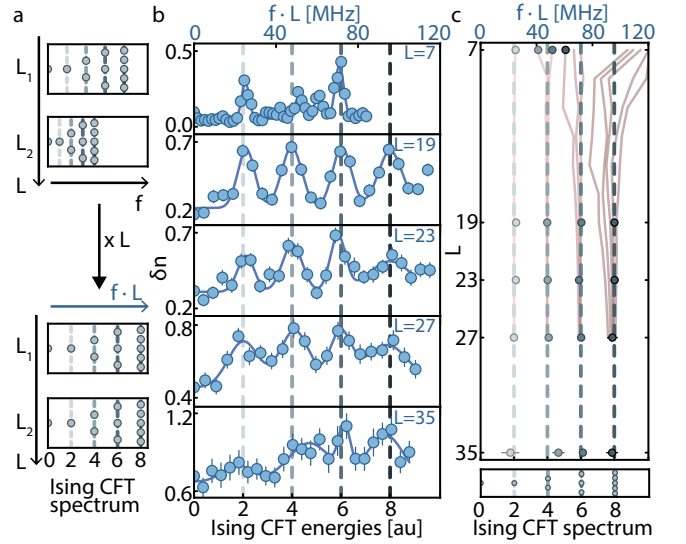 a
L1
L2
L
f
x L
f · L
L1
L2
L
0 2 4 6 8
Ising CFT
spectrum
b
f · L [MHz]
0 40 80 120
0.5
0.0
L=7
0.7
0.2
L=19
0.7
0.2
L=23
0.8
0.4
L=27
1.2
0.6
L=35
δn
0 2 4 6 8
Ising CFT energies [au]
c
f · L [MHz]
0 40 80 120
7
19
23
27
35
L
0 2 4 6 8
Ising CFT spectrum